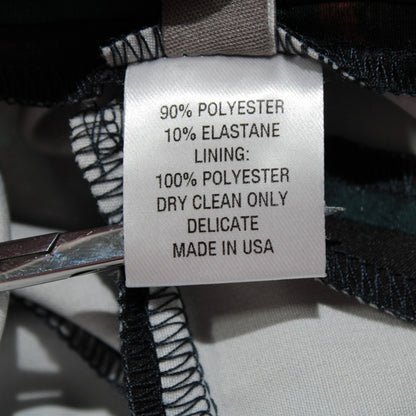 90% POLYESTER
10% ELASTANE
LINING:
100% POLYESTER
DRY CLEAN ONLY
DELICATE
MADE IN USA